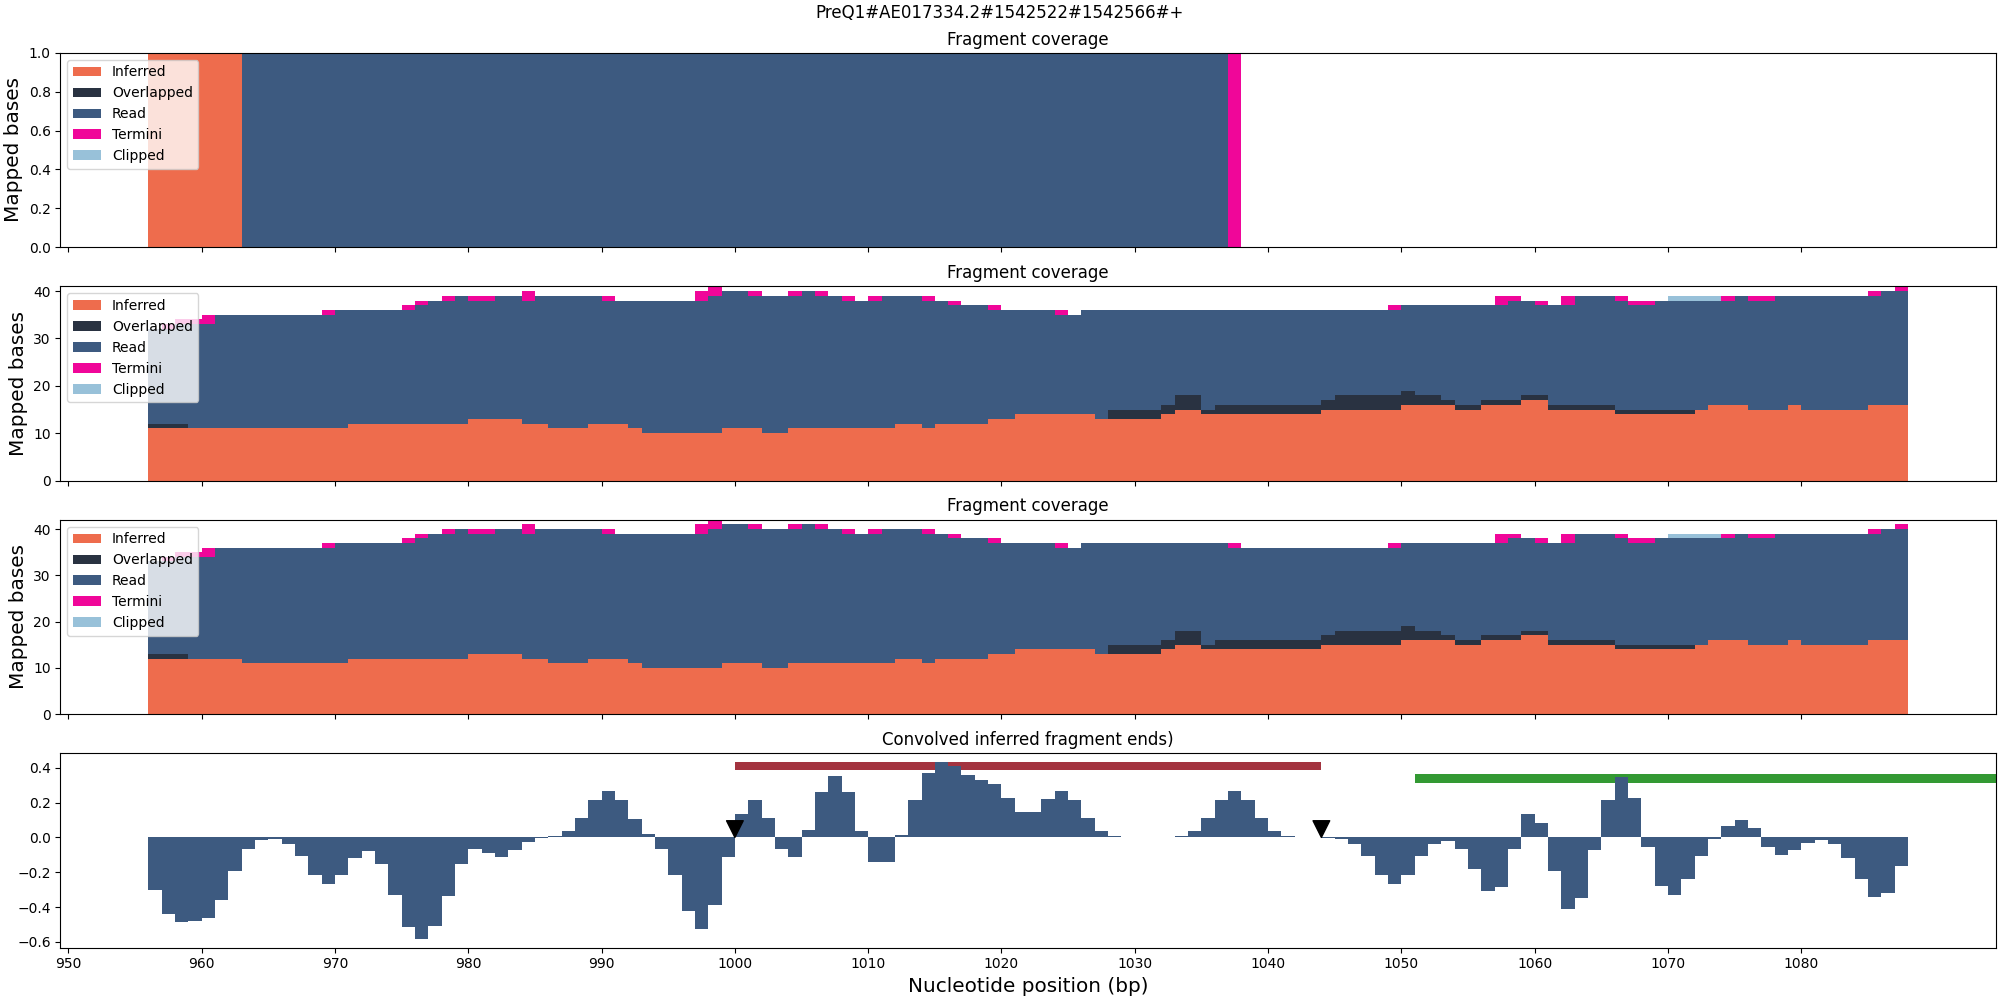 PreQ1#AE017334.2#1542522#1542566#+
Fragment coverage
Mapped bases
1.0
0.8
0.6
0.4
0.2
0.0
Inferred
Overlapped
Read
Termini
Clipped
Fragment coverage
Mapped bases
40
30
20
10
0
Inferred
Overlapped
Read
Termini
Clipped
Fragment coverage
Mapped bases
40
30
20
10
0
Inferred
Overlapped
Read
Termini
Clipped
Convolved inferred fragment ends)
0.4
0.2
0.0
−0.2
−0.4
−0.6
950 960 970 980 990 1000 1010 1020 1030 1040 1050 1060 1070 1080
Nucleotide position (bp)